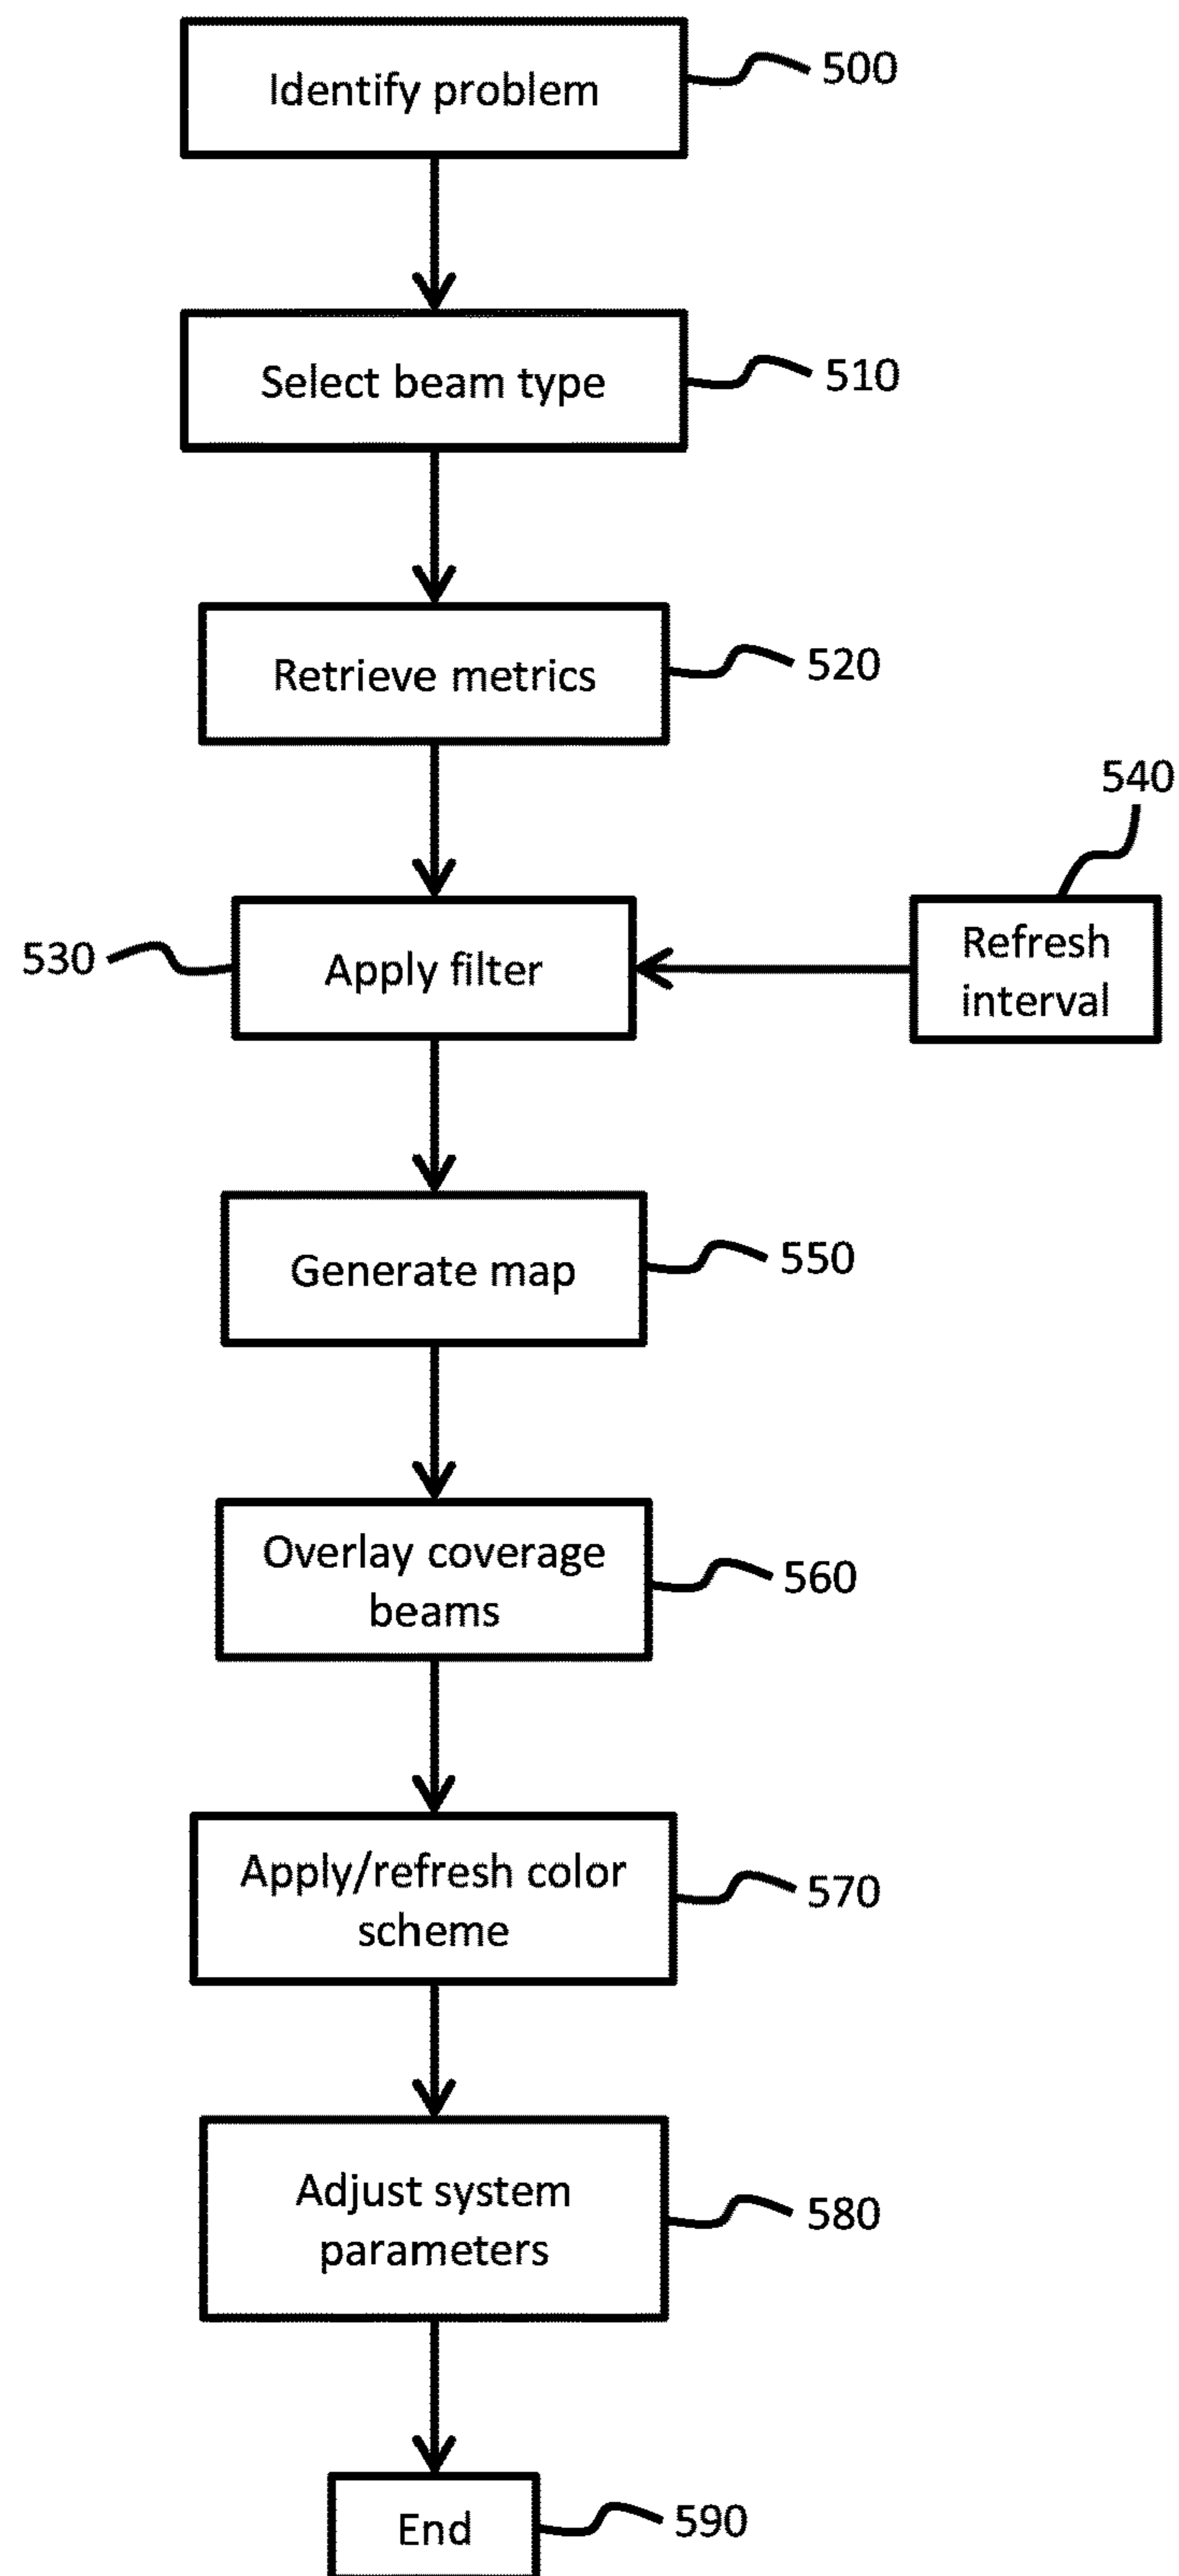 Identify problem
500
Select beam type
510
Retrieve metrics
520
540
530
Apply filter
Refresh
interval
Generate map
550
Overlay coverage
beams
560
Apply/refresh color
scheme
570
Adjust system
parameters
580
End
590